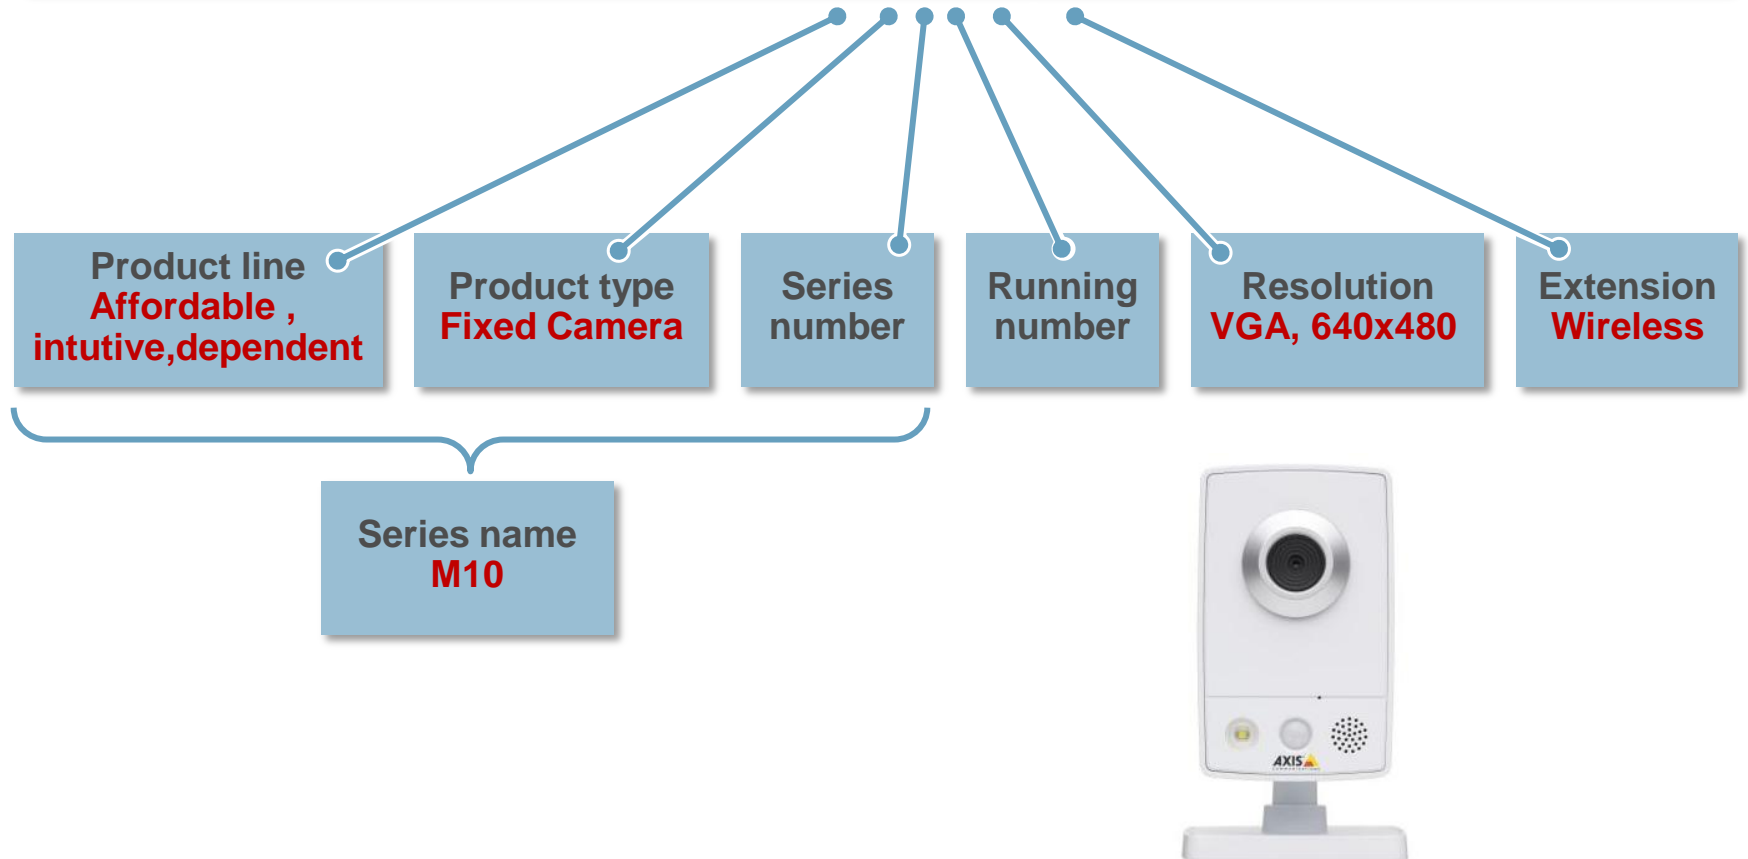 Product line
Affordable ,
intutive,dependent
Product type
Fixed Camera
Series
number
Running
number
Resolution
VGA, 640x480
Extension
Wireless
Series name
M10
AXIS